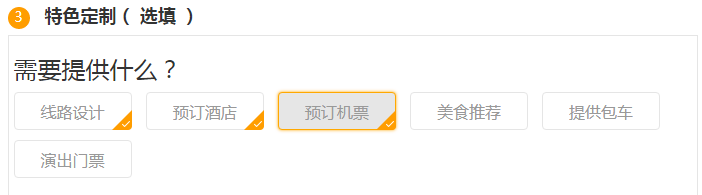 3 特色定制（ 选填 ）
需要提供什么？
线路设计 预订酒店 预订机票 美食推荐 提供包车
演出门票